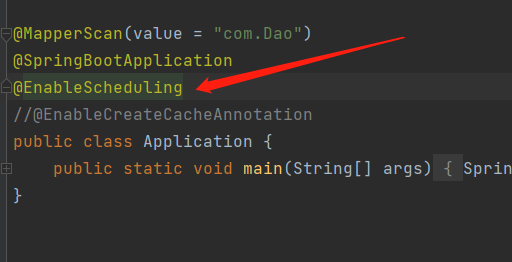 @MapperScan(value = "com.Dao")
@SpringBootApplication
@EnableScheduling
//@EnableCreateCacheAnnotation
public class Application {
public static void main(String[] args) { Sprin
}